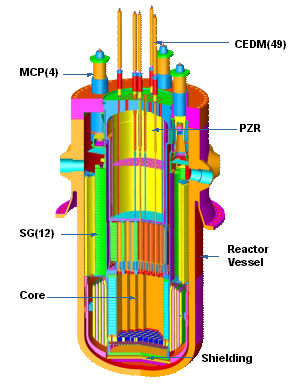 CEDM(49)
MCP(4)
PZR
SG(12)
Reactor
Vessel
Core
Shielding